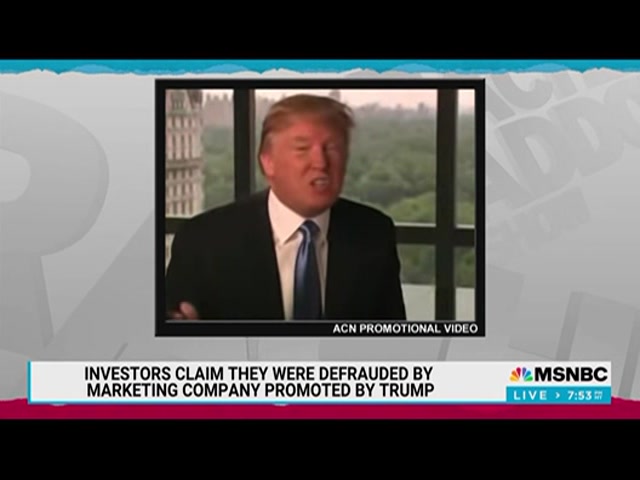 ACN PROMOTIONAL VIDEO
INVESTORS CLAIM THEY WERE DEFRAUDED BY
MARKETING COMPANY PROMOTED BY TRUMP
MSNBC
LIVE > 7:53